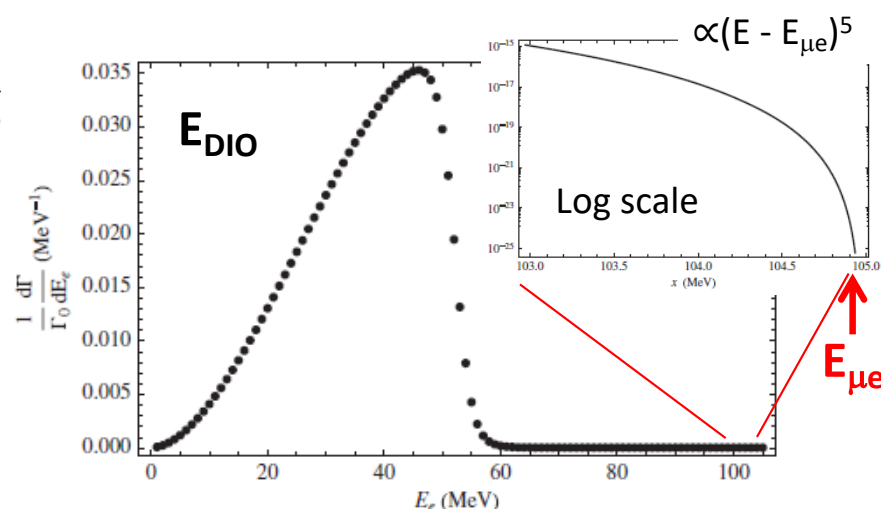 ∝(E - Eμe)⁵
10⁻¹⁵
10⁻¹⁷
10⁻¹⁹
10⁻²¹
10⁻²³
10⁻²⁵
Log scale
103.0 103.5 104.0 104.5 105.0
x (MeV)
Eμe
EDIO
0.035
0.030
0.025
0.020
0.015
0.010
0.005
0.000
1/Γ₀ dΓ/dEₑ (MeV⁻¹)
0 20 40 60 80 100
Eₑ (MeV)